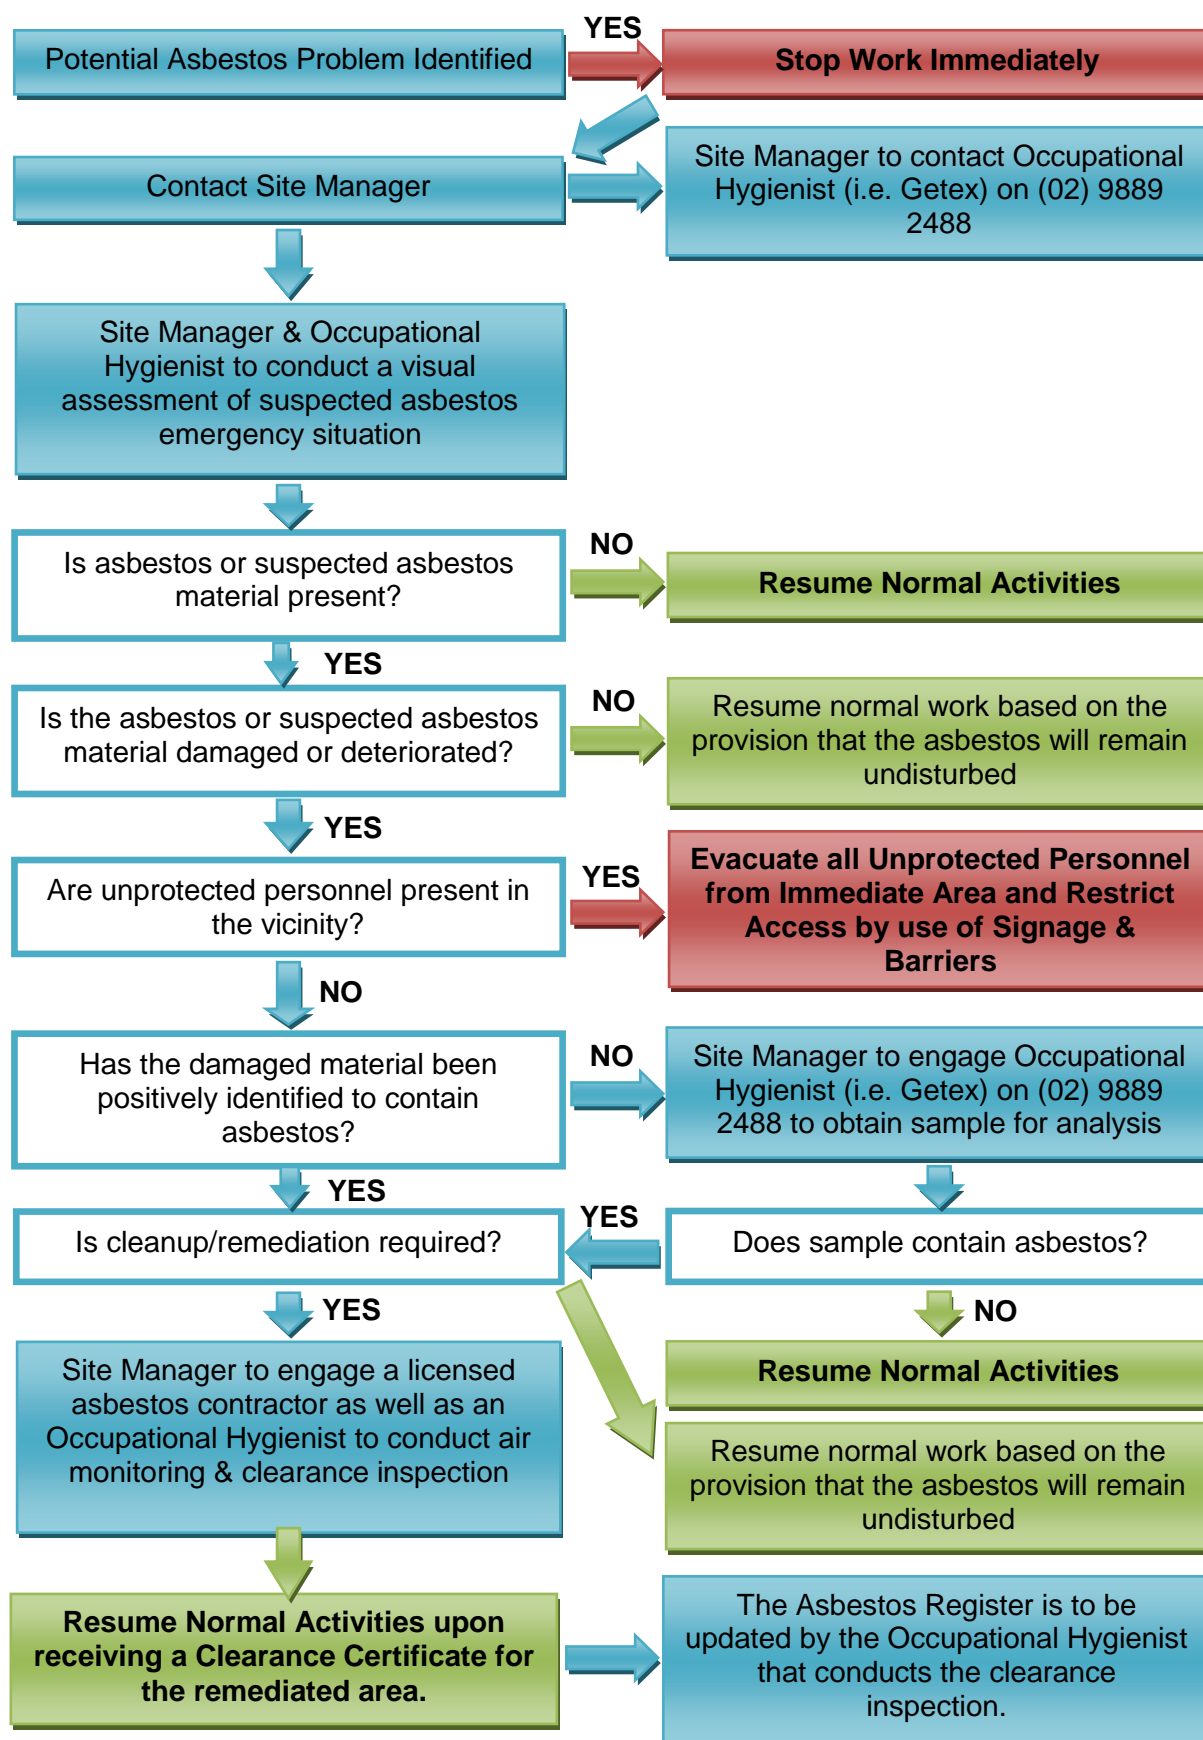 YES
Potential Asbestos Problem Identified
Stop Work Immediately
Contact Site Manager
Site Manager to contact Occupational
Hygienist (i.e. Getex) on (02) 9889
2488
Site Manager & Occupational
Hygienist to conduct a visual
assessment of suspected asbestos
emergency situation
Is asbestos or suspected asbestos
material present?
NO
Resume Normal Activities
YES
Is the asbestos or suspected asbestos
material damaged or deteriorated?
NO
Resume normal work based on the
provision that the asbestos will remain
undisturbed
YES
Are unprotected personnel present in
the vicinity?
YES
Evacuate all Unprotected Personnel
from Immediate Area and Restrict
Access by use of Signage &
Barriers
NO
Has the damaged material been
positively identified to contain
asbestos?
NO
Site Manager to engage Occupational
Hygienist (i.e. Getex) on (02) 9889
2488 to obtain sample for analysis
YES
Is cleanup/remediation required?
YES
Does sample contain asbestos?
YES
NO
Site Manager to engage a licensed
asbestos contractor as well as an
Occupational Hygienist to conduct air
monitoring & clearance inspection
Resume Normal Activities
Resume normal work based on the
provision that the asbestos will remain
undisturbed
Resume Normal Activities upon
receiving a Clearance Certificate for
the remediated area.
The Asbestos Register is to be
updated by the Occupational Hygienist
that conducts the clearance
inspection.